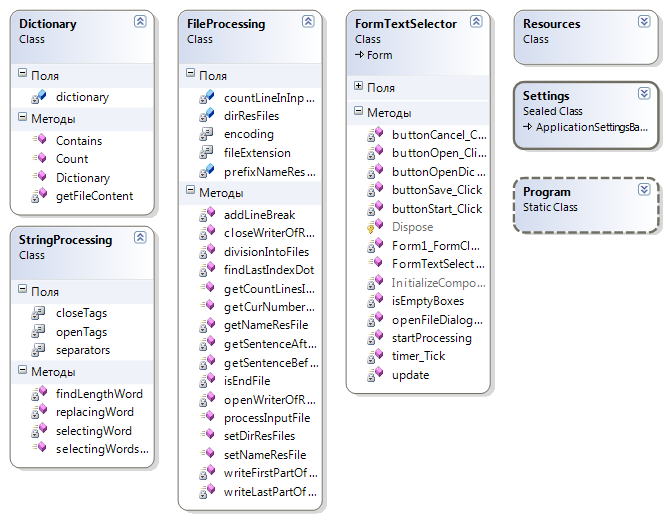 Dictionary
Class
Поля
dictionary
Методы
Contains
Count
Dictionary
getFileContent
StringProcessing
Class
Поля
closeTags
openTags
separators
Методы
findLengthWord
replacingWord
selectingWord
selectingWords...
FileProcessing
Class
Поля
countLineInInp...
dirResFiles
encoding
fileExtension
prefixNameRes...
Методы
addLineBreak
closeWriterOfR...
divisionIntoFiles
findLastIndexDot
getCountLinesI...
getCurNumber...
getNameResFile
getSentenceAft...
getSentenceBef...
isEndFile
openWriterOfR...
processInputFile
setDirResFiles
setNameResFile
writeFirstPartOf...
writeLastPartOf...
FormTextSelector
Class
Form
Поля
Методы
buttonCancel_C...
buttonOpen_Cli...
buttonOpenDic...
buttonSave_Click
buttonStart_Click
Dispose
Form1_FormCl...
FormTextSelect...
InitializeCompo...
isEmptyBoxes
openFileDialog...
startProcessing
timer_Tick
update
Resources
Class
Settings
Sealed Class
ApplicationSettingsBa...
Program
Static Class